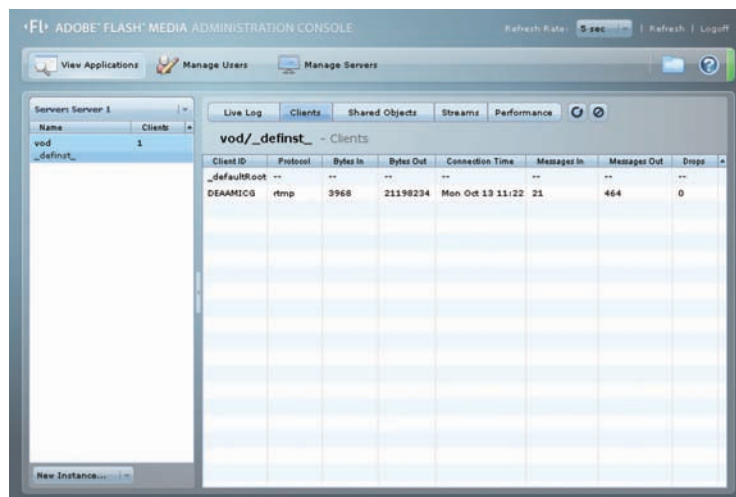 ‹FL› ADOBE® FLASH® MEDIA ADMINISTRATION CONSOLE Refresh Rate: 5 sec | Refresh | Logoff
View Applications Manage Users Manage Servers ?
Server: Server 1
Name Clients
vod 1
_definst_
New Instance...
Live Log Clients Shared Objects Streams Performance
vod/_definst_ - Clients
Client ID Protocol Bytes In Bytes Out Connection Time Messages In Messages Out Drops
_defaultRoot -- -- -- -- -- -- --
DEAAMICG rtmp 3968 21198234 Mon Oct 13 11:22 21 464 0